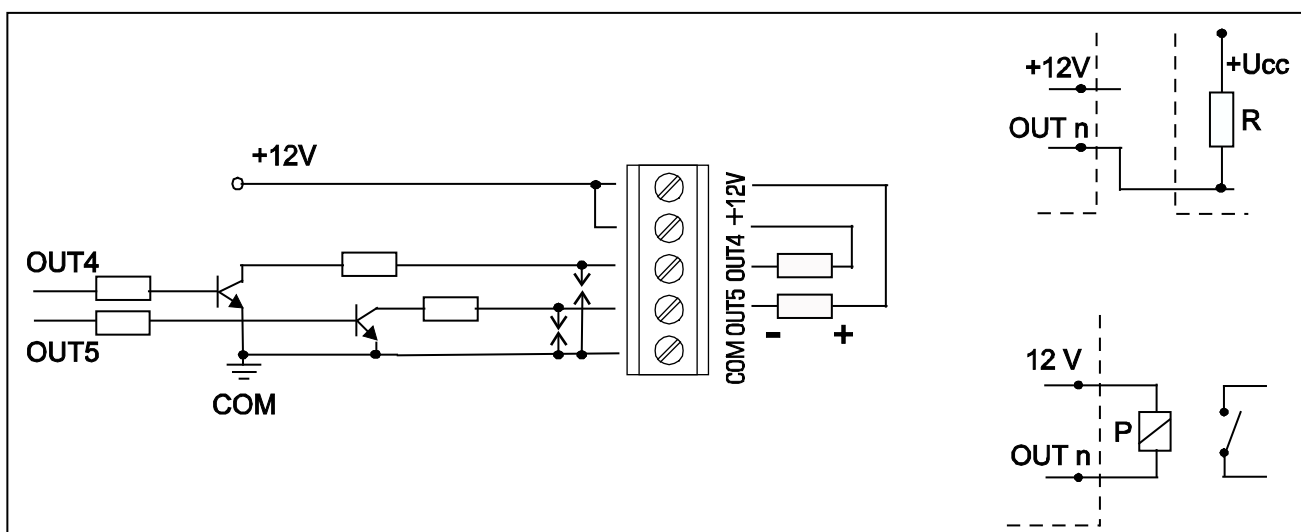 +12V
OUT4
OUT5
COM
+12V
OUT4
COM OUT5
- +
+12V
+Ucc
OUT n
R
12 V
P
OUT n